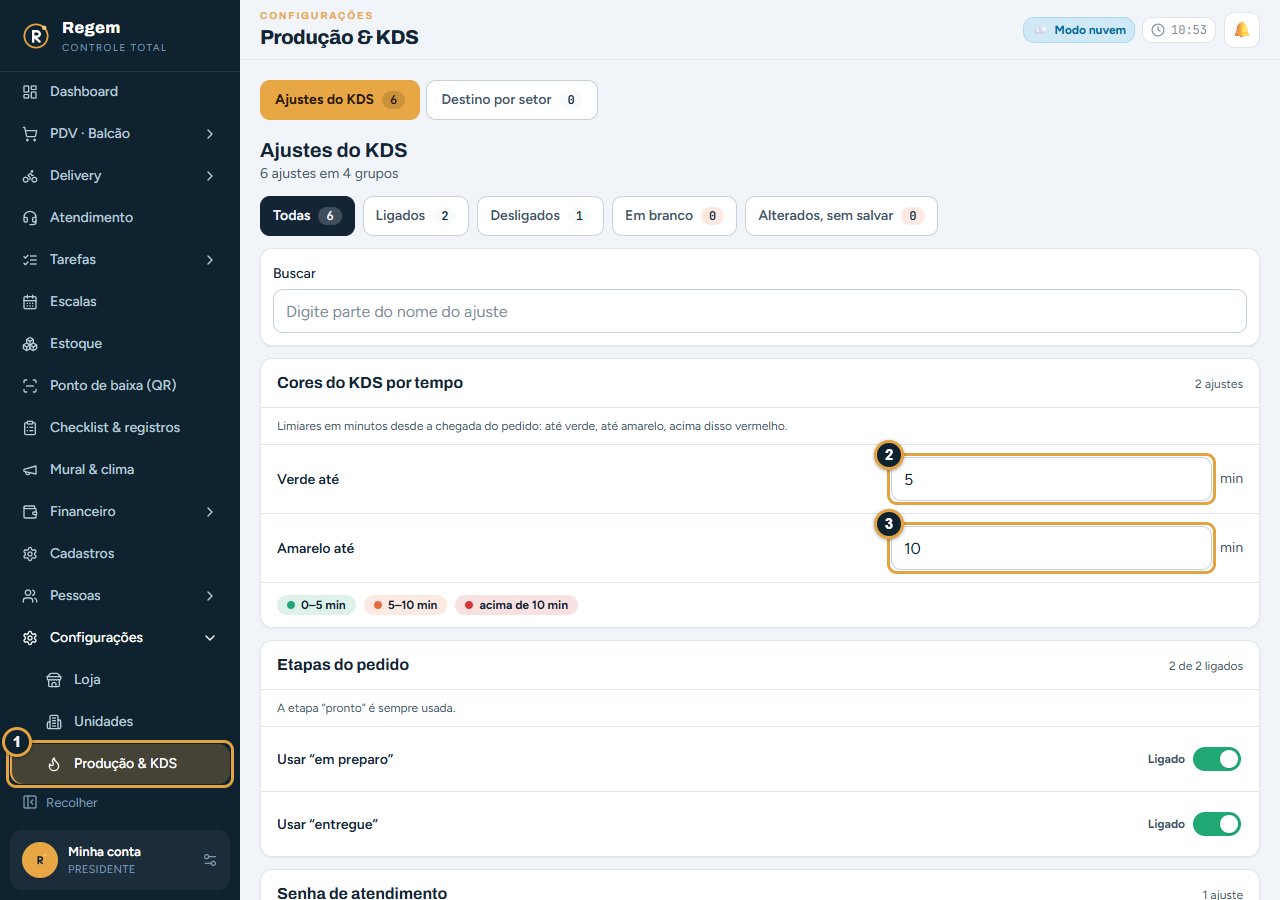 Regem
CONTROLE TOTAL
Dashboard
PDV · Balcão
Delivery
Atendimento
Tarefas
Escalas
Estoque
Ponto de baixa (QR)
Checklist & registros
Mural & clima
Financeiro
Cadastros
Pessoas
Configurações
Loja
Unidades
1
Produção & KDS
Recolher
R
Minha conta
PRESIDENTE
CONFIGURAÇÕES
Produção & KDS
Modo nuvem
10:53
Ajustes do KDS 6
Destino por setor 0
Ajustes do KDS
6 ajustes em 4 grupos
Todas 6
Ligados 2
Desligados 1
Em branco 0
Alterados, sem salvar 0
Buscar
Digite parte do nome do ajuste
Cores do KDS por tempo
2 ajustes
Limiares em minutos desde a chegada do pedido: até verde, até amarelo, acima disso vermelho.
2
Verde até
5
min
3
Amarelo até
10
min
0–5 min
5–10 min
acima de 10 min
Etapas do pedido
2 de 2 ligados
A etapa “pronto” é sempre usada.
Usar “em preparo”
Ligado
Usar “entregue”
Ligado
Senha de atendimento
1 ajuste